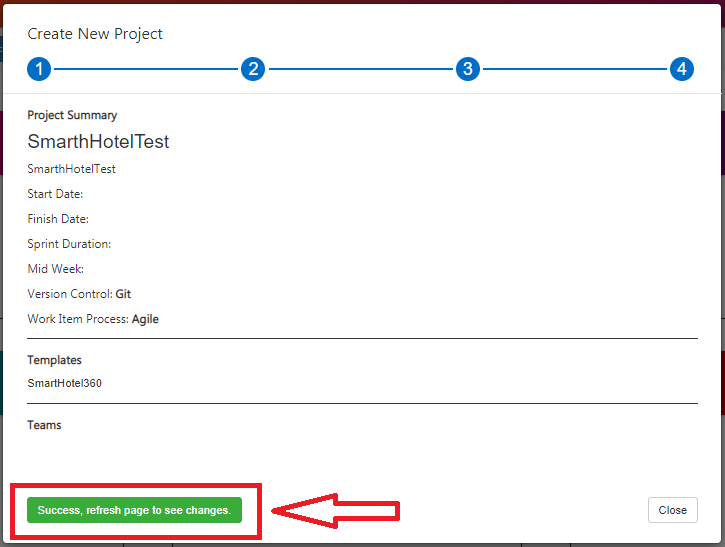 Create New Project
1 2 3 4
Project Summary
SmarthHotelTest
SmarthHotelTest
Start Date:
Finish Date:
Sprint Duration:
Mid Week:
Version Control: Git
Work Item Process: Agile
Templates
SmartHotel360
Teams
Success, refresh page to see changes.
Close